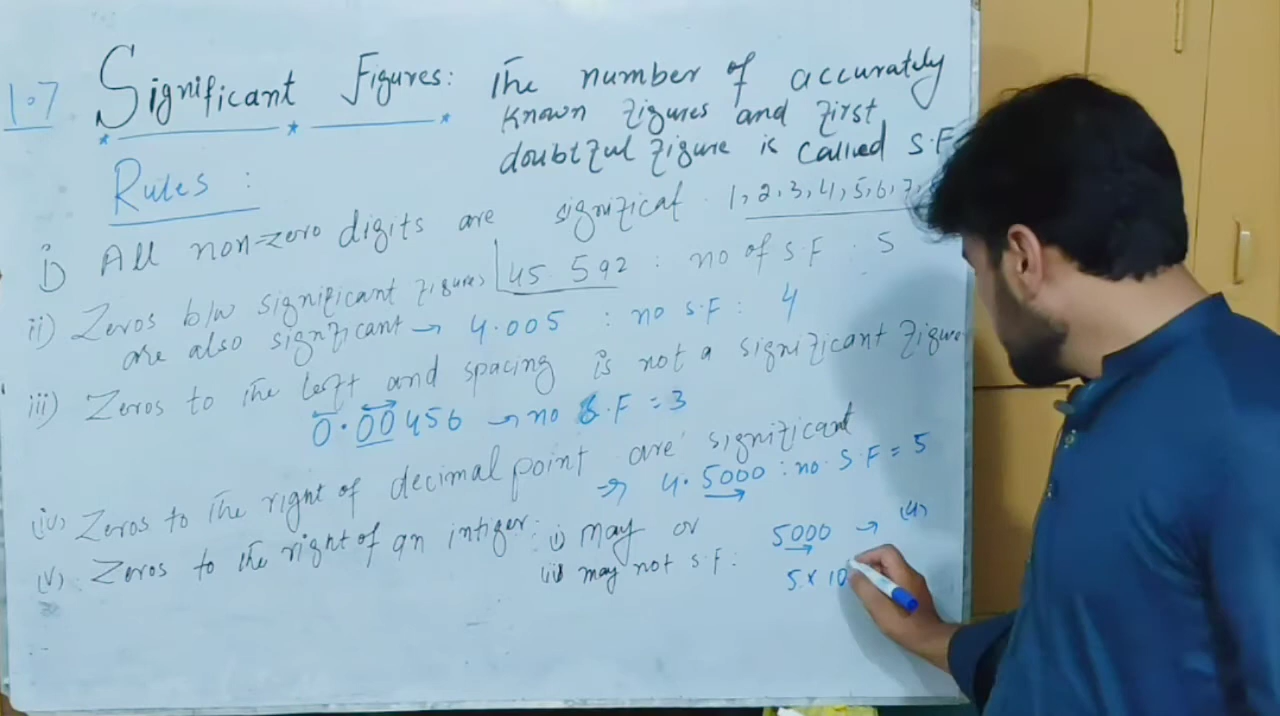 1.7 Significant Figures: The number of accurately
known figures and first
doubtful figure is called S.F
Rules :
i) All non-zero digits are significat. 1,2,3,4,5,6,7,
45.592 : no of S.F : 5
ii) Zeros b/w significant figures
are also significant → 4.005 : no S.F : 4
iii) Zeros to the left and spacing is not a significant figure
0.00456 → no S.F = 3
(iv) Zeros to the right of decimal point are significant
→ 4.5000 : no. S.F = 5
(v) Zeros to the right of an intiger: i) may or
(ii) may not S.F:
5000 → (4)
5 x 10